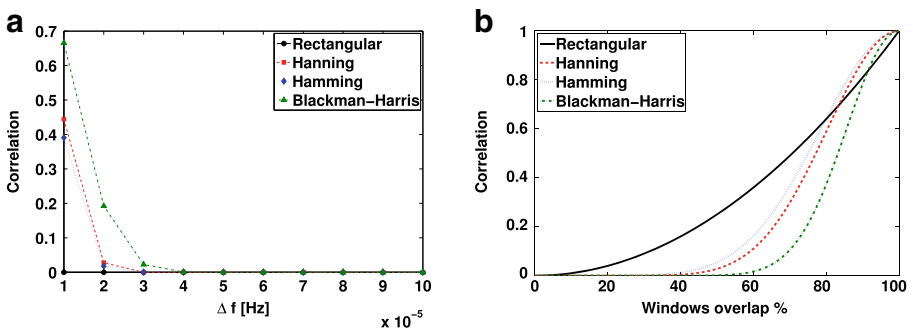 a
0.7
0.6
0.5
0.4
0.3
0.2
0.1
0
Correlation
Rectangular
Hanning
Hamming
Blackman-Harris
1 2 3 4 5 6 7 8 9 10
Δ f [Hz]
x 10⁻⁵
b
1
0.8
0.6
0.4
0.2
0
Correlation
Rectangular
Hanning
Hamming
Blackman-Harris
0 20 40 60 80 100
Windows overlap %